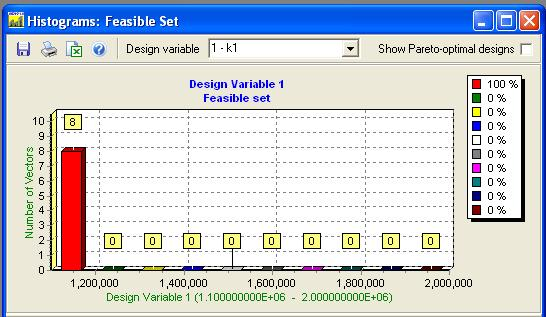 Histograms: Feasible Set
Design variable 1 - k1 Show Pareto-optimal designs
Design Variable 1
Feasible set
Number of Vectors
10
9
8
7
6
5
4
3
2
1
0
8 0 0 0 0 0 0 0 0 0
1,200,000 1,400,000 1,600,000 1,800,000 2,000,000
Design Variable 1 (1.100000000E+06 - 2.000000000E+06)
100 %
0 %
0 %
0 %
0 %
0 %
0 %
0 %
0 %
0 %